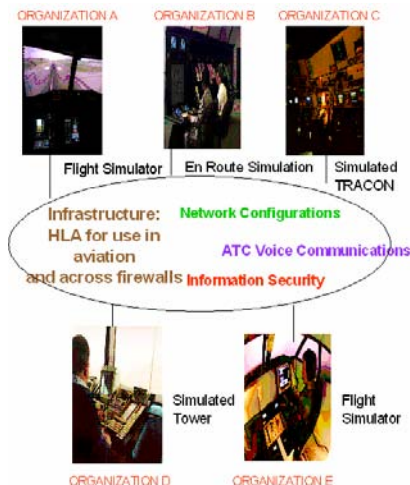 ORGANIZATION A
ORGANIZATION B
ORGANIZATION C
Flight Simulator
En Route Simulation
Simulated
TRACON
Infrastructure:
HLA for use in
aviation
and across firewalls
Network Configurations
ATC Voice Communications
Information Security
Simulated
Tower
Flight
Simulator
ORGANIZATION D
ORGANIZATION E